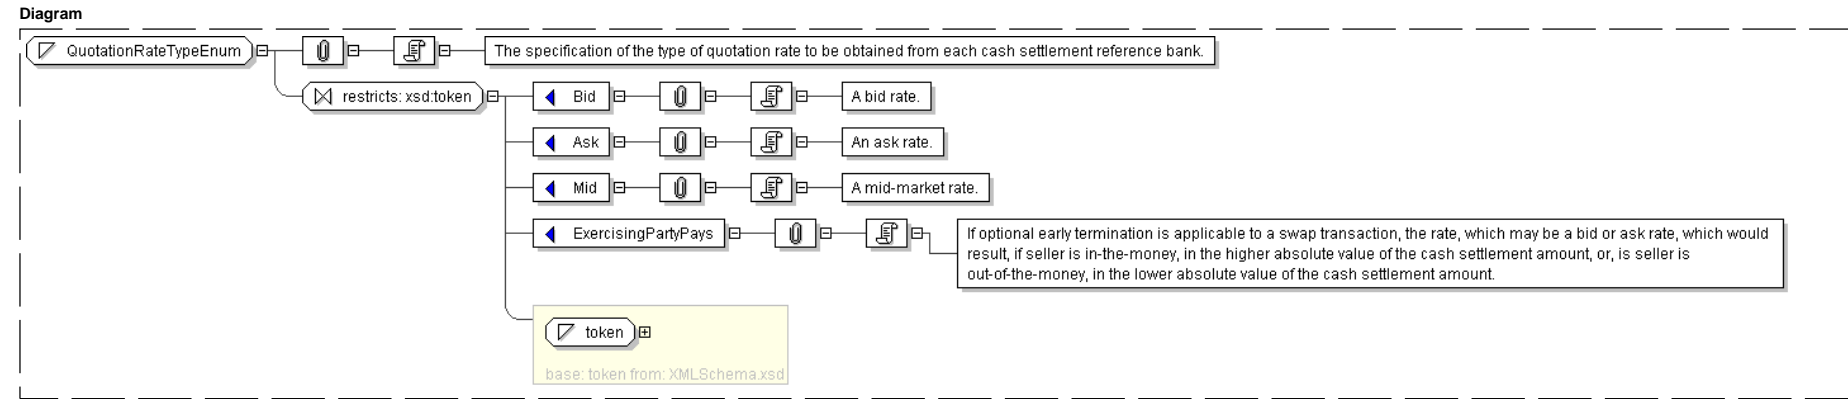 Diagram
QuotationRateTypeEnum
The specification of the type of quotation rate to be obtained from each cash settlement reference bank.
restricts: xsd:token
Bid
A bid rate.
Ask
An ask rate.
Mid
A mid-market rate.
ExercisingPartyPays
If optional early termination is applicable to a swap transaction, the rate, which may be a bid or ask rate, which would
result, if seller is in-the-money, in the higher absolute value of the cash settlement amount, or, is seller is
out-of-the-money, in the lower absolute value of the cash settlement amount.
token
base: token from: XMLSchema.xsd